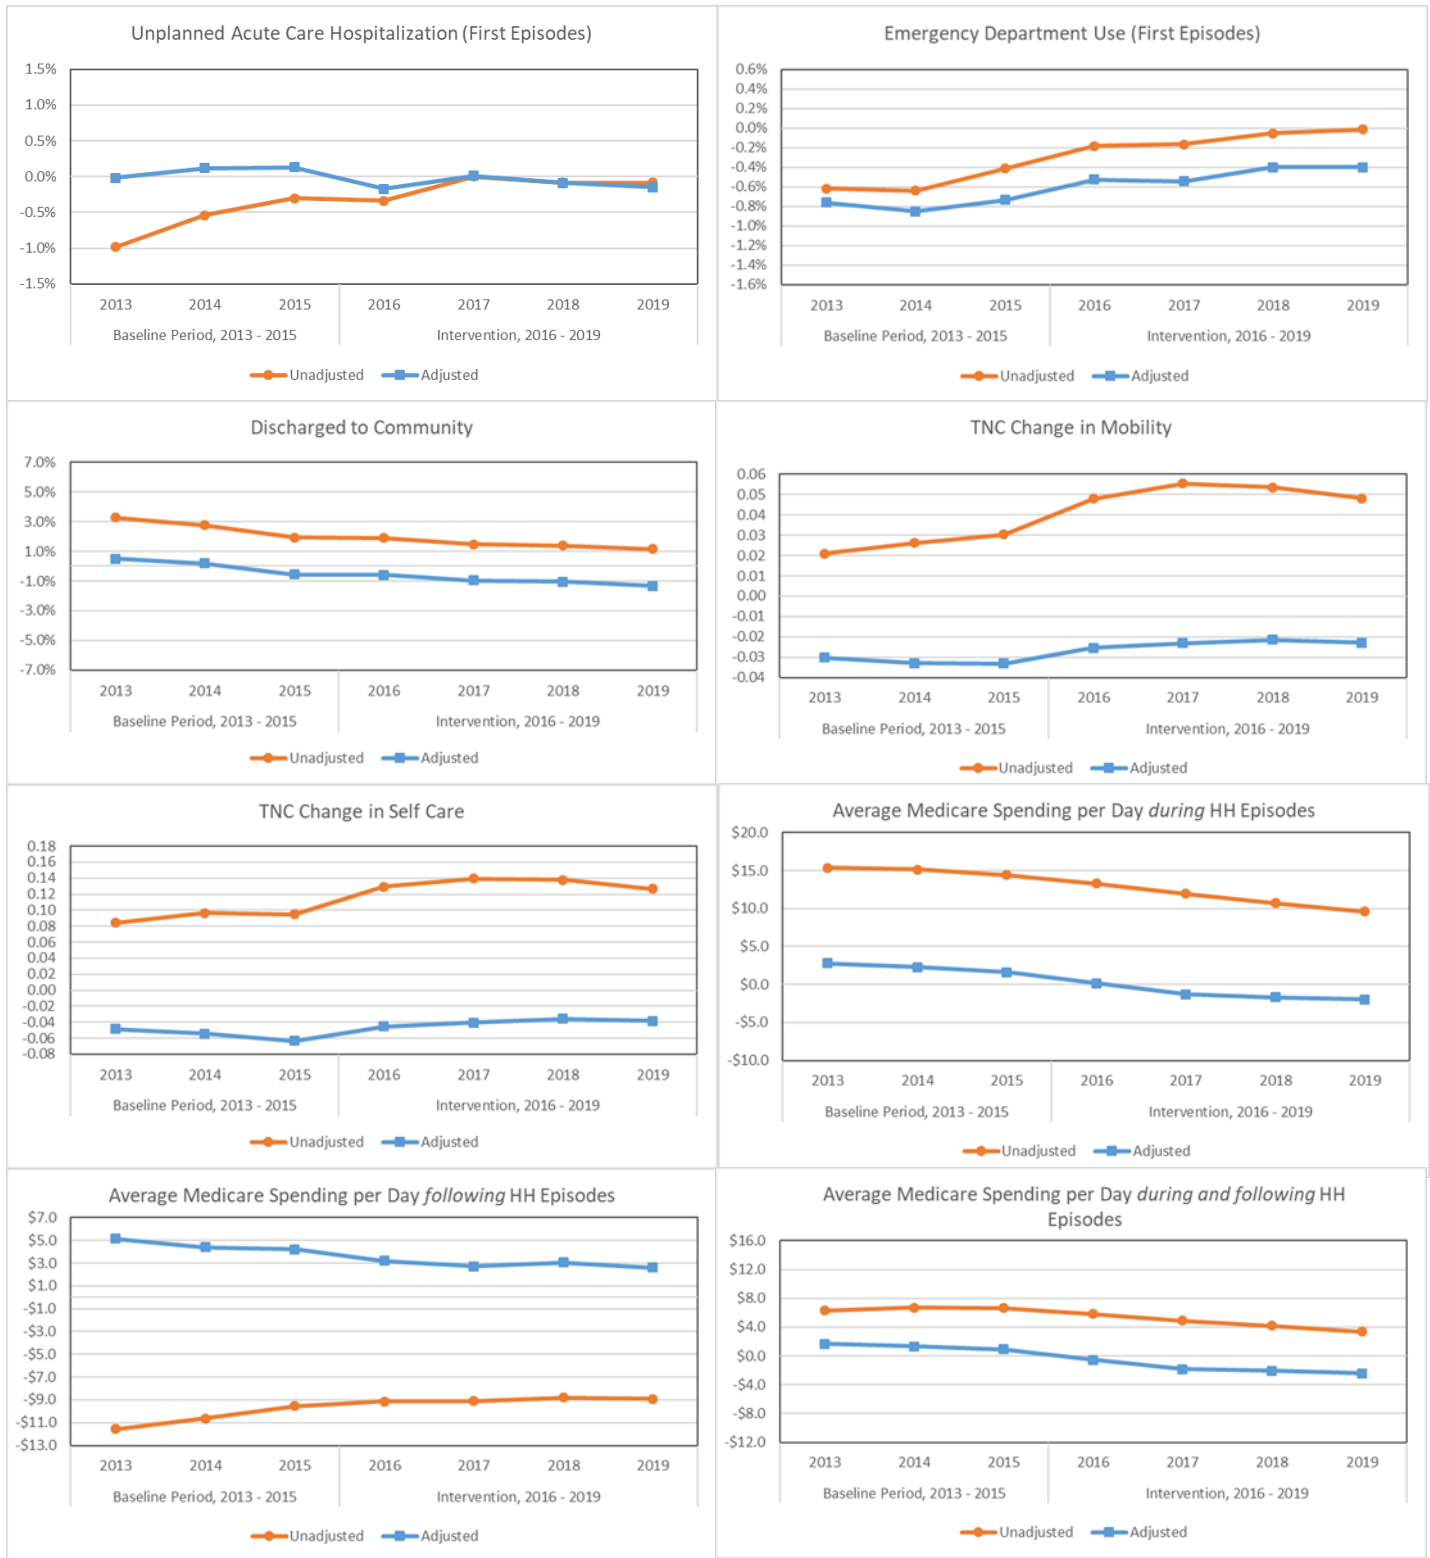 Unplanned Acute Care Hospitalization (First Episodes)
1.5%
1.0%
0.5%
0.0%
-0.5%
-1.0%
-1.5%
2013 2014 2015 2016 2017 2018 2019
Baseline Period, 2013 - 2015 Intervention, 2016 - 2019
Unadjusted Adjusted
Emergency Department Use (First Episodes)
0.6%
0.4%
0.2%
0.0%
-0.2%
-0.4%
-0.6%
-0.8%
-1.0%
-1.2%
-1.4%
-1.6%
2013 2014 2015 2016 2017 2018 2019
Baseline Period, 2013 - 2015 Intervention, 2016 - 2019
Unadjusted Adjusted
Discharged to Community
7.0%
5.0%
3.0%
1.0%
-1.0%
-3.0%
-5.0%
-7.0%
2013 2014 2015 2016 2017 2018 2019
Baseline Period, 2013 - 2015 Intervention, 2016 - 2019
Unadjusted Adjusted
TNC Change in Mobility
0.06
0.05
0.04
0.03
0.02
0.01
0.00
-0.01
-0.02
-0.03
-0.04
2013 2014 2015 2016 2017 2018 2019
Baseline Period, 2013 - 2015 Intervention, 2016 - 2019
Unadjusted Adjusted
TNC Change in Self Care
0.18
0.16
0.14
0.12
0.10
0.08
0.06
0.04
0.02
0.00
-0.02
-0.04
-0.06
-0.08
2013 2014 2015 2016 2017 2018 2019
Baseline Period, 2013 - 2015 Intervention, 2016 - 2019
Unadjusted Adjusted
Average Medicare Spending per Day during HH Episodes
$20.0
$15.0
$10.0
$5.0
$0.0
-$5.0
-$10.0
2013 2014 2015 2016 2017 2018 2019
Baseline Period, 2013 - 2015 Intervention, 2016 - 2019
Unadjusted Adjusted
Average Medicare Spending per Day following HH Episodes
$7.0
$5.0
$3.0
$1.0
-$1.0
-$3.0
-$5.0
-$7.0
-$9.0
-$11.0
-$13.0
2013 2014 2015 2016 2017 2018 2019
Baseline Period, 2013 - 2015 Intervention, 2016 - 2019
Unadjusted Adjusted
Average Medicare Spending per Day during and following HH
Episodes
$16.0
$12.0
$8.0
$4.0
$0.0
-$4.0
-$8.0
-$12.0
2013 2014 2015 2016 2017 2018 2019
Baseline Period, 2013 - 2015 Intervention, 2016 - 2019
Unadjusted Adjusted